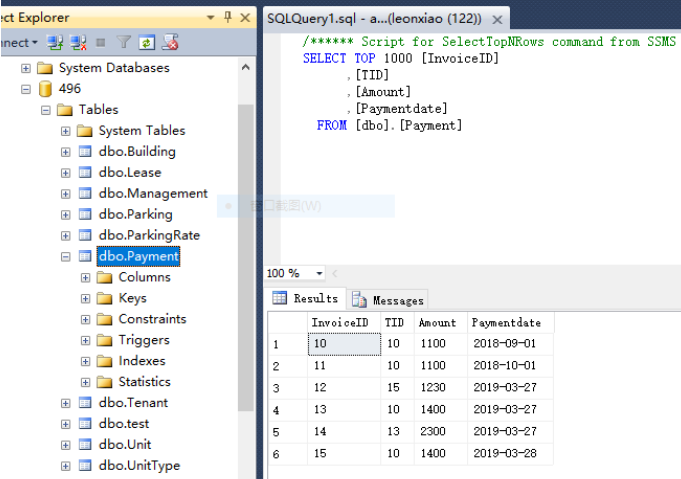 ect Explorer
SQLQuery1.sql - a...(leonxiao (122))
nnect
System Databases
496
Tables
System Tables
dbo.Building
dbo.Lease
dbo.Management
dbo.Parking
dbo.ParkingRate
dbo.Payment
Columns
Keys
Constraints
Triggers
Indexes
Statistics
dbo.Tenant
dbo.test
dbo.Unit
dbo.UnitType
/****** Script for SelectTopNRows command from SSMS
SELECT TOP 1000 [InvoiceID]
,[TID]
,[Amount]
,[Paymentdate]
FROM [dbo].[Payment]
窗口截图(W)
100 %
Results Messages
InvoiceID TID Amount Paymentdate
1 10 10 1100 2018-09-01
2 11 10 1100 2018-10-01
3 12 15 1230 2019-03-27
4 13 10 1400 2019-03-27
5 14 13 2300 2019-03-27
6 15 10 1400 2019-03-28